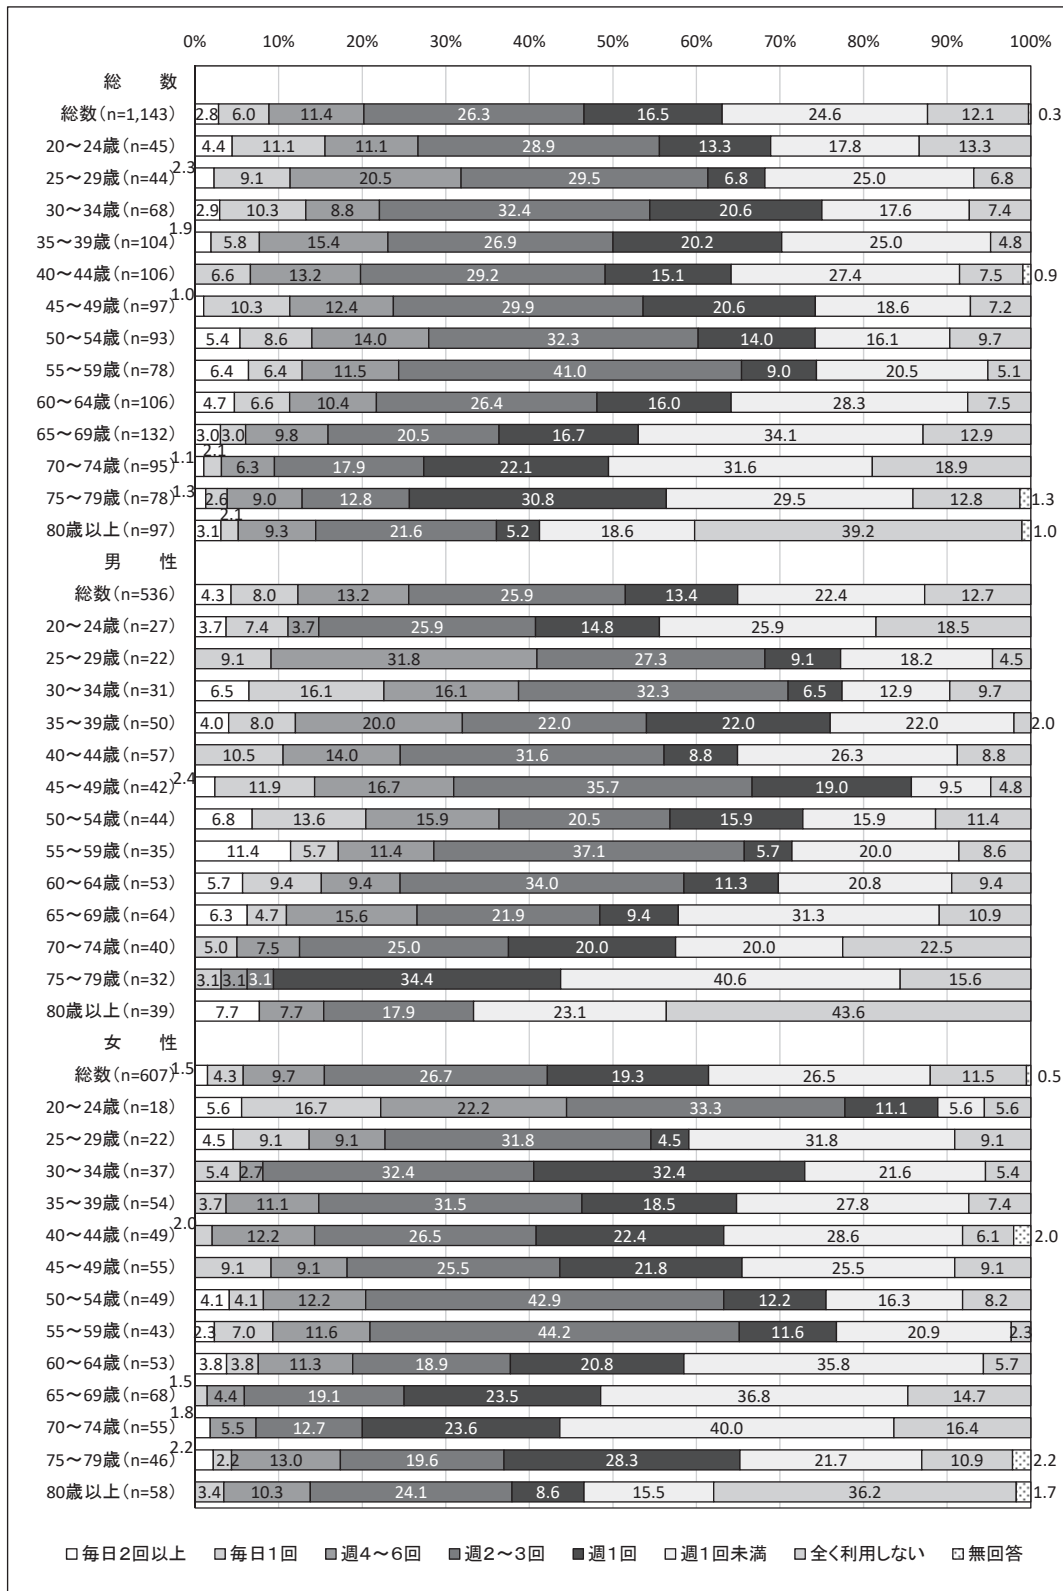 0% 10% 20% 30% 40% 50% 60% 70% 80% 90% 100%
総 数
総数(n=1,143) 2.8 6.0 11.4 26.3 16.5 24.6 12.1 0.3
20～24歳(n=45) 4.4 11.1 11.1 28.9 13.3 17.8 13.3
25～29歳(n=44) 2.3 9.1 20.5 29.5 6.8 25.0 6.8
30～34歳(n=68) 2.9 10.3 8.8 32.4 20.6 17.6 7.4
35～39歳(n=104) 1.9 5.8 15.4 26.9 20.2 25.0 4.8
40～44歳(n=106) 6.6 13.2 29.2 15.1 27.4 7.5 0.9
45～49歳(n=97) 1.0 10.3 12.4 29.9 20.6 18.6 7.2
50～54歳(n=93) 5.4 8.6 14.0 32.3 14.0 16.1 9.7
55～59歳(n=78) 6.4 6.4 11.5 41.0 9.0 20.5 5.1
60～64歳(n=106) 4.7 6.6 10.4 26.4 16.0 28.3 7.5
65～69歳(n=132) 3.0 3.0 9.8 20.5 16.7 34.1 12.9
70～74歳(n=95) 1.1 2.1 6.3 17.9 22.1 31.6 18.9
75～79歳(n=78) 1.3 2.6 9.0 12.8 30.8 29.5 12.8 1.3
80歳以上(n=97) 3.1 2.1 9.3 21.6 5.2 18.6 39.2 1.0
男 性
総数(n=536) 4.3 8.0 13.2 25.9 13.4 22.4 12.7
20～24歳(n=27) 3.7 7.4 3.7 25.9 14.8 25.9 18.5
25～29歳(n=22) 9.1 31.8 27.3 9.1 18.2 4.5
30～34歳(n=31) 6.5 16.1 16.1 32.3 6.5 12.9 9.7
35～39歳(n=50) 4.0 8.0 20.0 22.0 22.0 22.0 2.0
40～44歳(n=57) 10.5 14.0 31.6 8.8 26.3 8.8
45～49歳(n=42) 2.4 11.9 16.7 35.7 19.0 9.5 4.8
50～54歳(n=44) 6.8 13.6 15.9 20.5 15.9 15.9 11.4
55～59歳(n=35) 11.4 5.7 11.4 37.1 5.7 20.0 8.6
60～64歳(n=53) 5.7 9.4 9.4 34.0 11.3 20.8 9.4
65～69歳(n=64) 6.3 4.7 15.6 21.9 9.4 31.3 10.9
70～74歳(n=40) 5.0 7.5 25.0 20.0 20.0 22.5
75～79歳(n=32) 3.1 3.1 3.1 34.4 40.6 15.6
80歳以上(n=39) 7.7 7.7 17.9 23.1 43.6
女 性
総数(n=607) 1.5 4.3 9.7 26.7 19.3 26.5 11.5 0.5
20～24歳(n=18) 5.6 16.7 22.2 33.3 11.1 5.6 5.6
25～29歳(n=22) 4.5 9.1 9.1 31.8 4.5 31.8 9.1
30～34歳(n=37) 5.4 2.7 32.4 32.4 21.6 5.4
35～39歳(n=54) 3.7 11.1 31.5 18.5 27.8 7.4
40～44歳(n=49) 2.0 12.2 26.5 22.4 28.6 6.1 2.0
45～49歳(n=55) 9.1 9.1 25.5 21.8 25.5 9.1
50～54歳(n=49) 4.1 4.1 12.2 42.9 12.2 16.3 8.2
55～59歳(n=43) 2.3 7.0 11.6 44.2 11.6 20.9 2.3
60～64歳(n=53) 3.8 3.8 11.3 18.9 20.8 35.8 5.7
65～69歳(n=68) 1.5 4.4 19.1 23.5 36.8 14.7
70～74歳(n=55) 1.8 5.5 12.7 23.6 40.0 16.4
75～79歳(n=46) 2.2 2.2 13.0 19.6 28.3 21.7 10.9 2.2
80歳以上(n=58) 3.4 10.3 24.1 8.6 15.5 36.2 1.7
毎日2回以上 毎日1回 週4～6回 週2～3回 週1回 週1回未満 全く利用しない 無回答